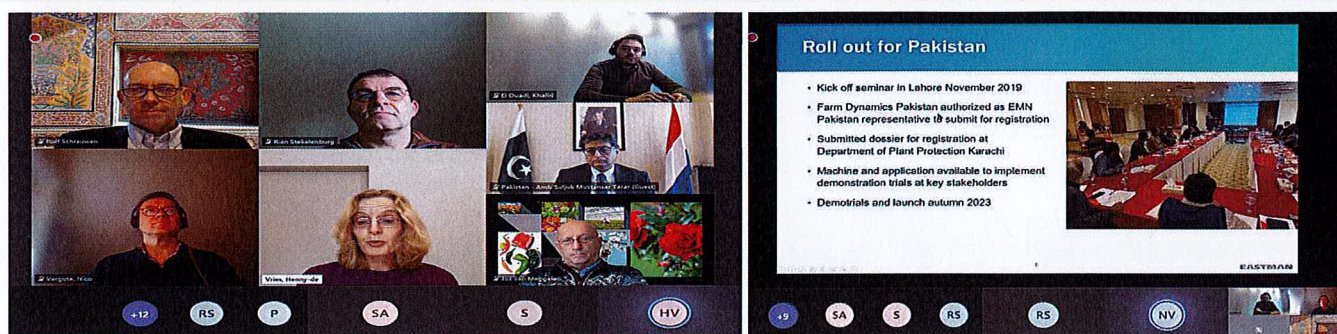 Rolf Schrauwen
Rian Stekelenburg
El Ouadi, Khalid
Pakistan - Amb Suljuk Mustansar Tarar (Guest)
Vergote, Nico
Vries, Henny-de
+12
RS
P
SA
S
HV
Roll out for Pakistan
• Kick off seminar in Lahore November 2019
• Farm Dynamics Pakistan authorized as EMN
Pakistan representative to submit for registration
• Submitted dossier for registration at
Department of Plant Protection Karachi
• Machine and application available to implement
demonstration trials at key stakeholders
• Demotrials and launch autumn 2023
EASTMAN
+9
SA
S
RS
RS
NV